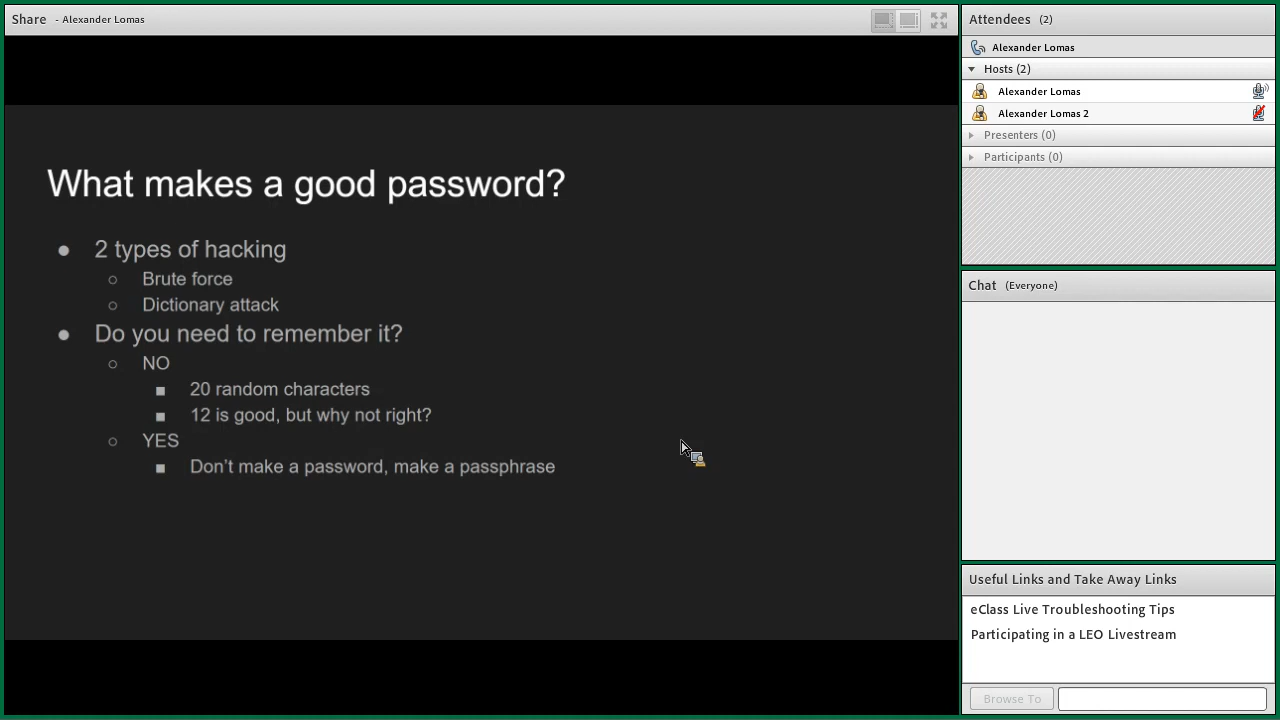 Share - Alexander Lomas
What makes a good password?
● 2 types of hacking
○ Brute force
○ Dictionary attack
● Do you need to remember it?
○ NO
■ 20 random characters
■ 12 is good, but why not right?
○ YES
■ Don't make a password, make a passphrase
Attendees (2)
Alexander Lomas
Hosts (2)
Alexander Lomas
Alexander Lomas 2
Presenters (0)
Participants (0)
Chat (Everyone)
Useful Links and Take Away Links
eClass Live Troubleshooting Tips
Participating in a LEO Livestream
Browse To